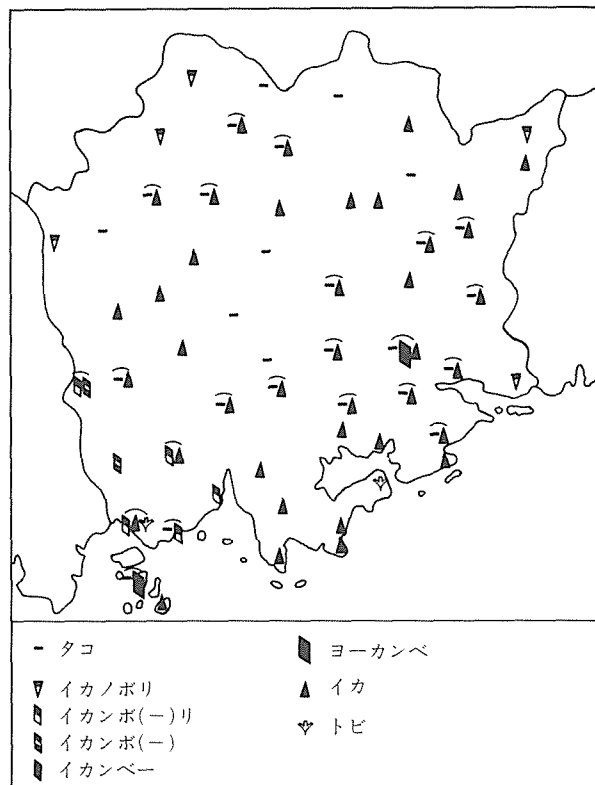 タコ
イカノボリ
イカンボ(ー)リ
イカンボ(ー)
イカンベー
ヨーカンベ
イカ
トビ